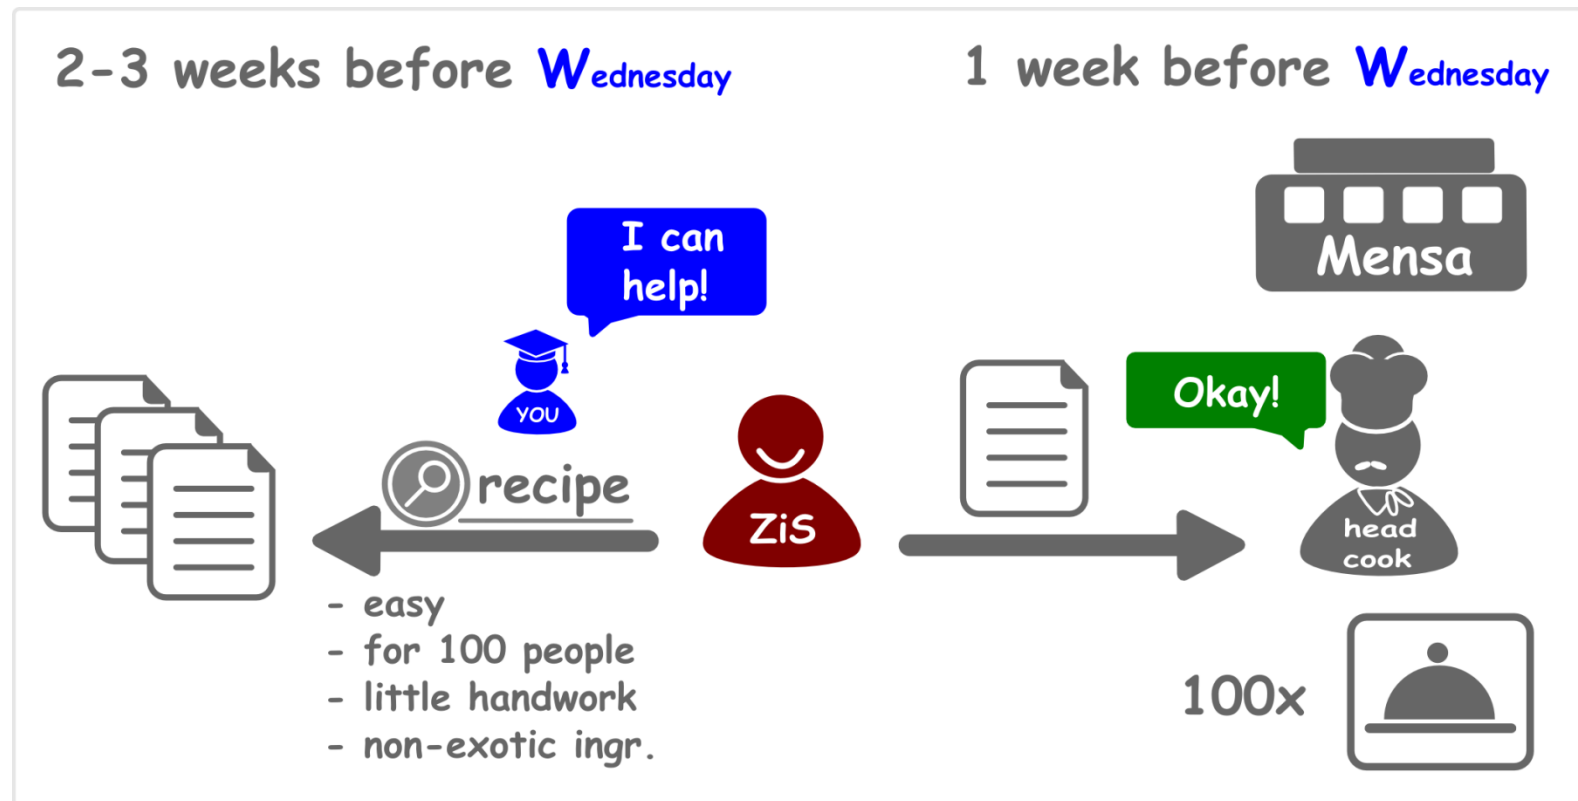 2-3 weeks before Wednesday
1 week before Wednesday
Mensa
I can
help!
YOU
Okay!
recipe
ZiS
head
cook
- easy
- for 100 people
- little handwork
- non-exotic ingr.
100x